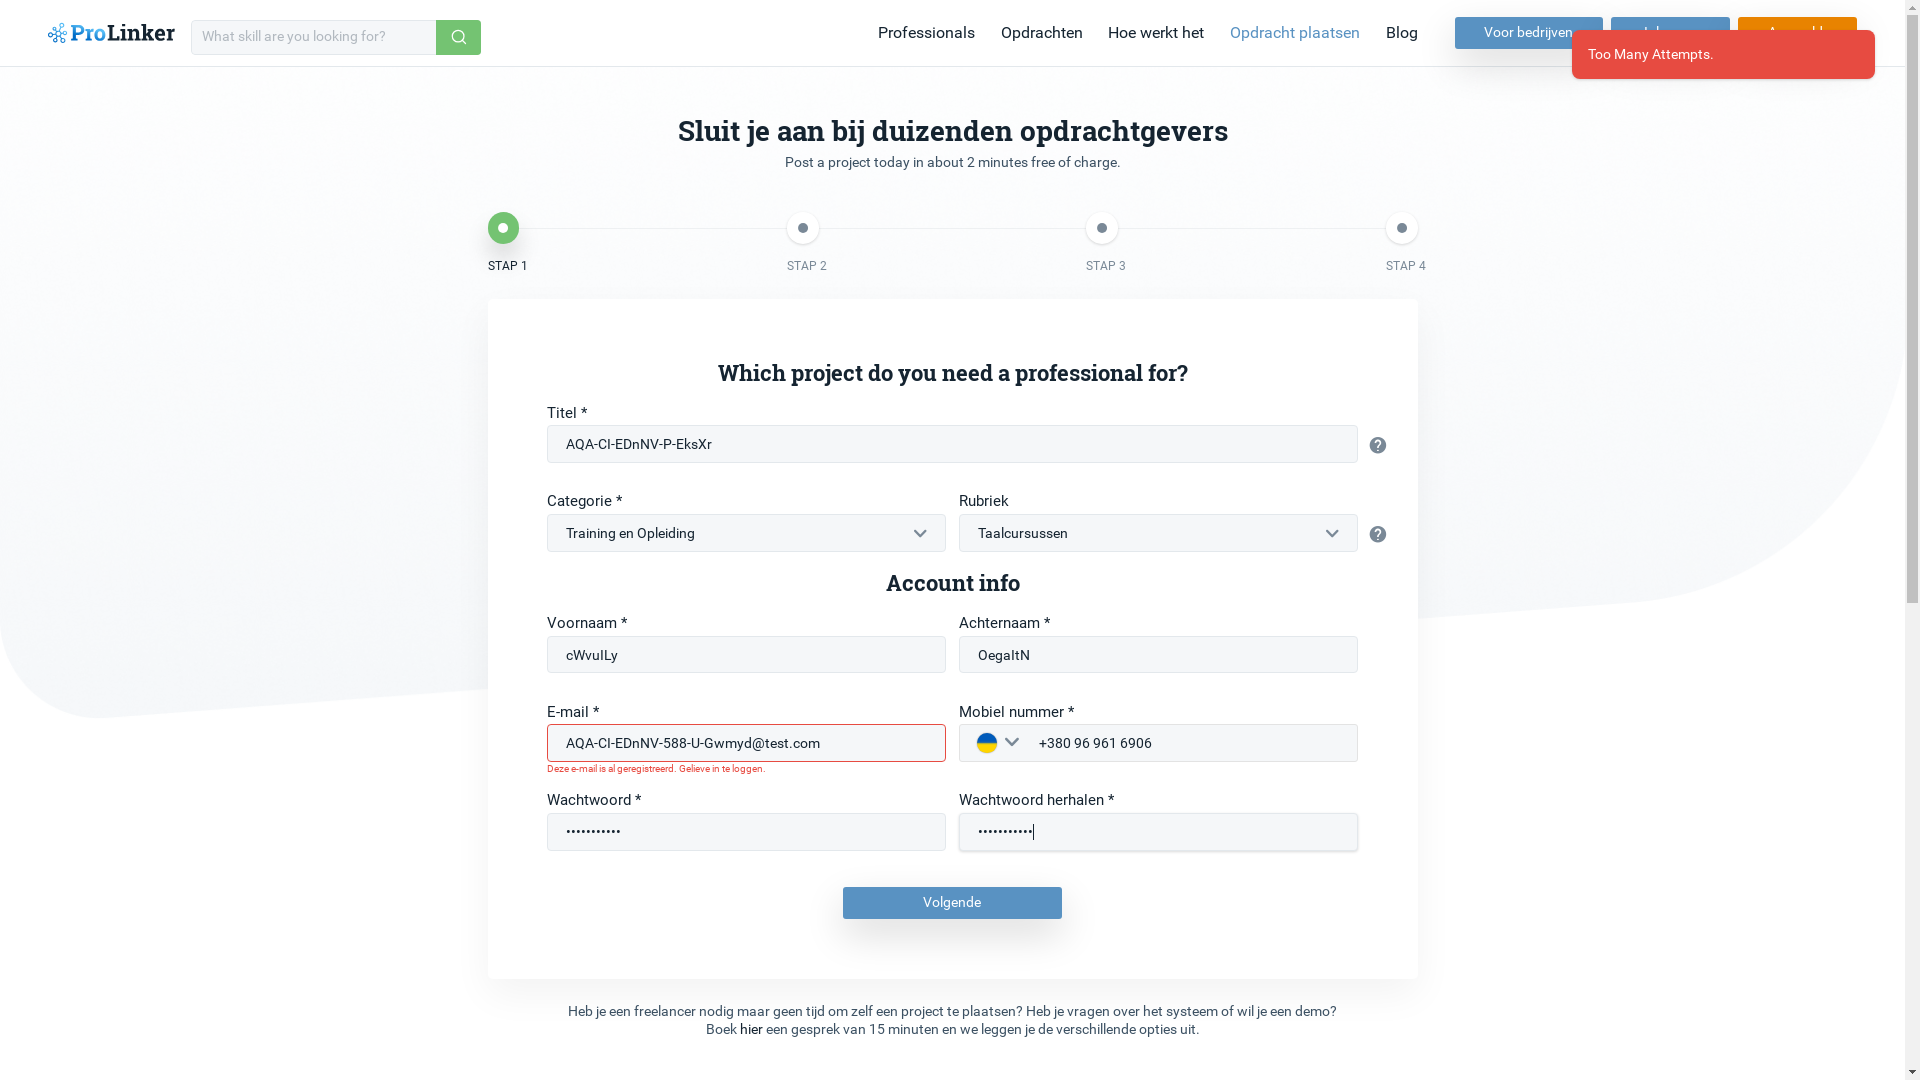 ProLinker
What skill are you looking for?
Professionals
Opdrachten
Hoe werkt het
Opdracht plaatsen
Blog
Voor bedrijven
Too Many Attempts.
Sluit je aan bij duizenden opdrachtgevers
Post a project today in about 2 minutes free of charge.
STAP 1
STAP 2
STAP 3
STAP 4
Which project do you need a professional for?
Titel *
AQA-CI-EDnNV-P-EksXr
Categorie *
Rubriek
Training en Opleiding
Taalcursussen
Account info
Voornaam *
Achternaam *
cWvuILy
OegaItN
E-mail *
Mobiel nummer *
AQA-CI-EDnNV-588-U-Gwmyd@test.com
+380 96 961 6906
Deze e-mail is al geregistreerd. Gelieve in te loggen.
Wachtwoord *
Wachtwoord herhalen *
•••••••••••
•••••••••••
Volgende
Heb je een freelancer nodig maar geen tijd om zelf een project te plaatsen? Heb je vragen over het systeem of wil je een demo?
Boek hier een gesprek van 15 minuten en we leggen je de verschillende opties uit.